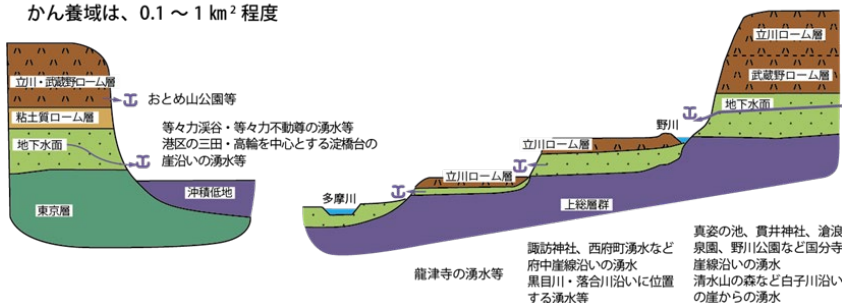 かん養域は、0.1 ～ 1 km² 程度
立川・武蔵野ローム層
おとめ山公園等
粘土質ローム層
等々力渓谷・等々力不動尊の湧水等
港区の三田・高輪を中心とする淀橋台の
崖沿いの湧水等
地下水面
沖積低地
東京層
立川ローム層
武蔵野ローム層
地下水面
野川
立川ローム層
立川ローム層
多摩川
上総層群
龍津寺の湧水等
諏訪神社、西府町湧水など
府中崖線沿いの湧水
黒目川・落合川沿いに位置
する湧水等
真姿の池、貫井神社、滄浪
泉園、野川公園など国分寺
崖線沿いの湧水
清水山の森など白子川沿い
の崖からの湧水